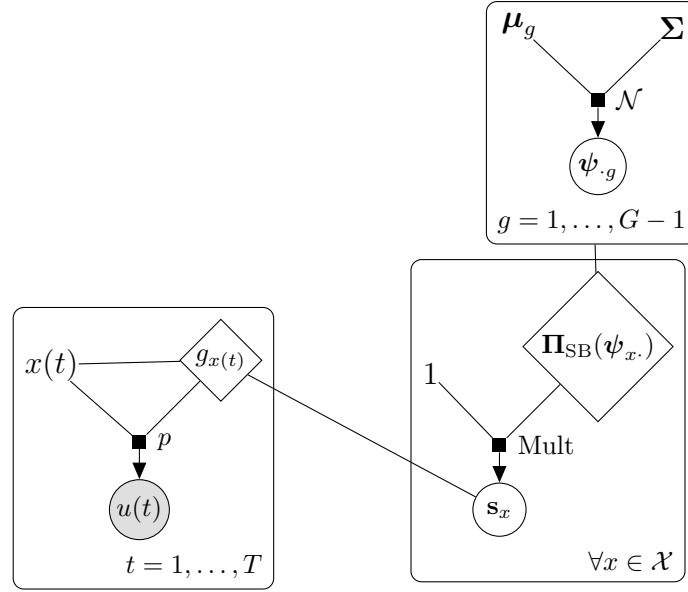 μ_g Σ
𝒩
ψ_{·g}
g = 1, . . . , G − 1
x(t) g_{x(t)}
p
u(t)
t = 1, . . . , T
Π_SB(ψ_{x·})
1
Mult
s_x
∀x ∈ 𝒳